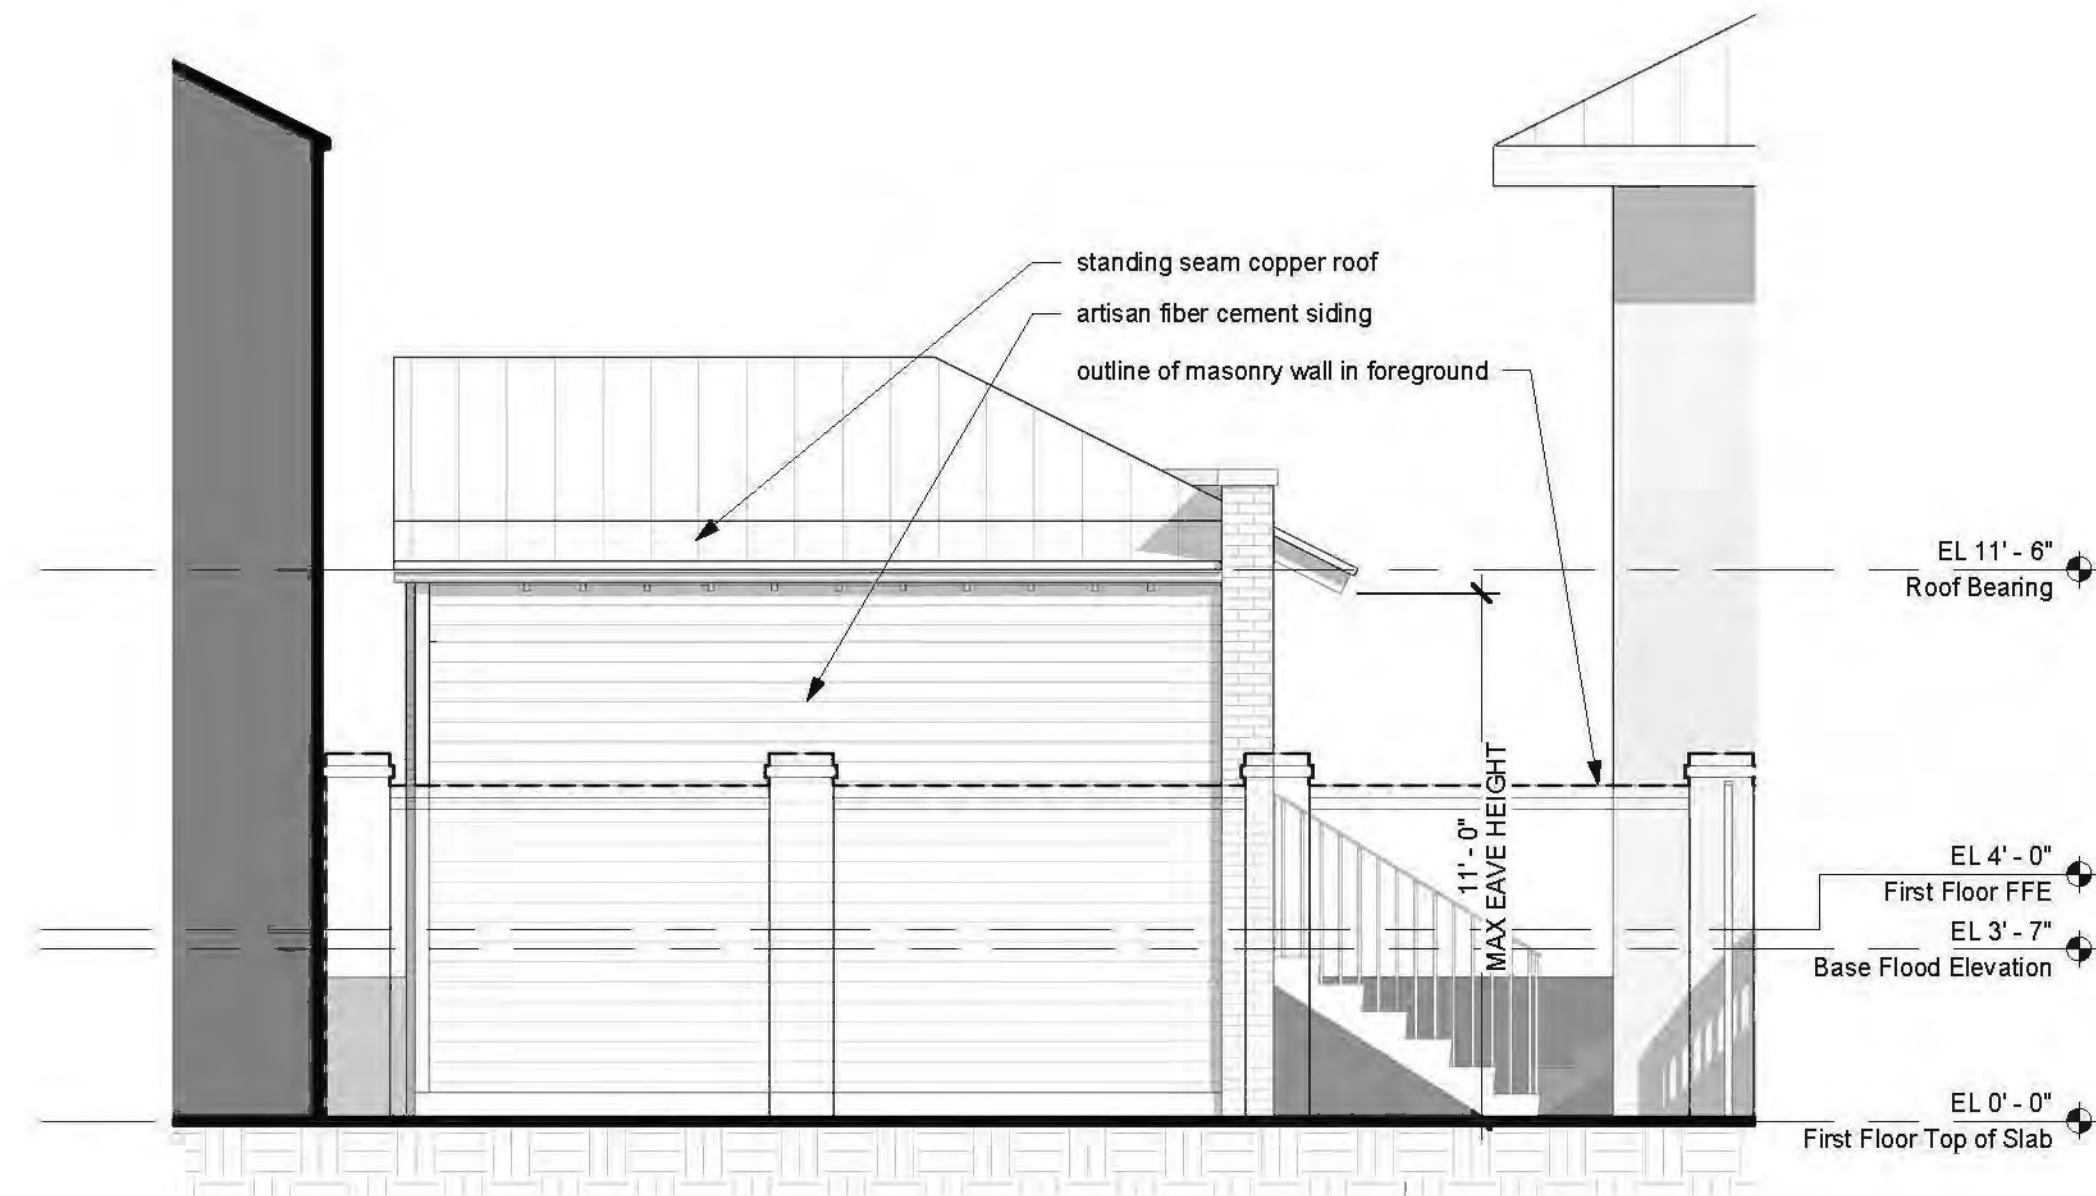 standing seam copper roof
artisan fiber cement siding
outline of masonry wall in foreground
EL 11' - 6"
Roof Bearing
11' - 0"
MAX EAVE HEIGHT
EL 4' - 0"
First Floor FFE
EL 3' - 7"
Base Flood Elevation
EL 0' - 0"
First Floor Top of Slab